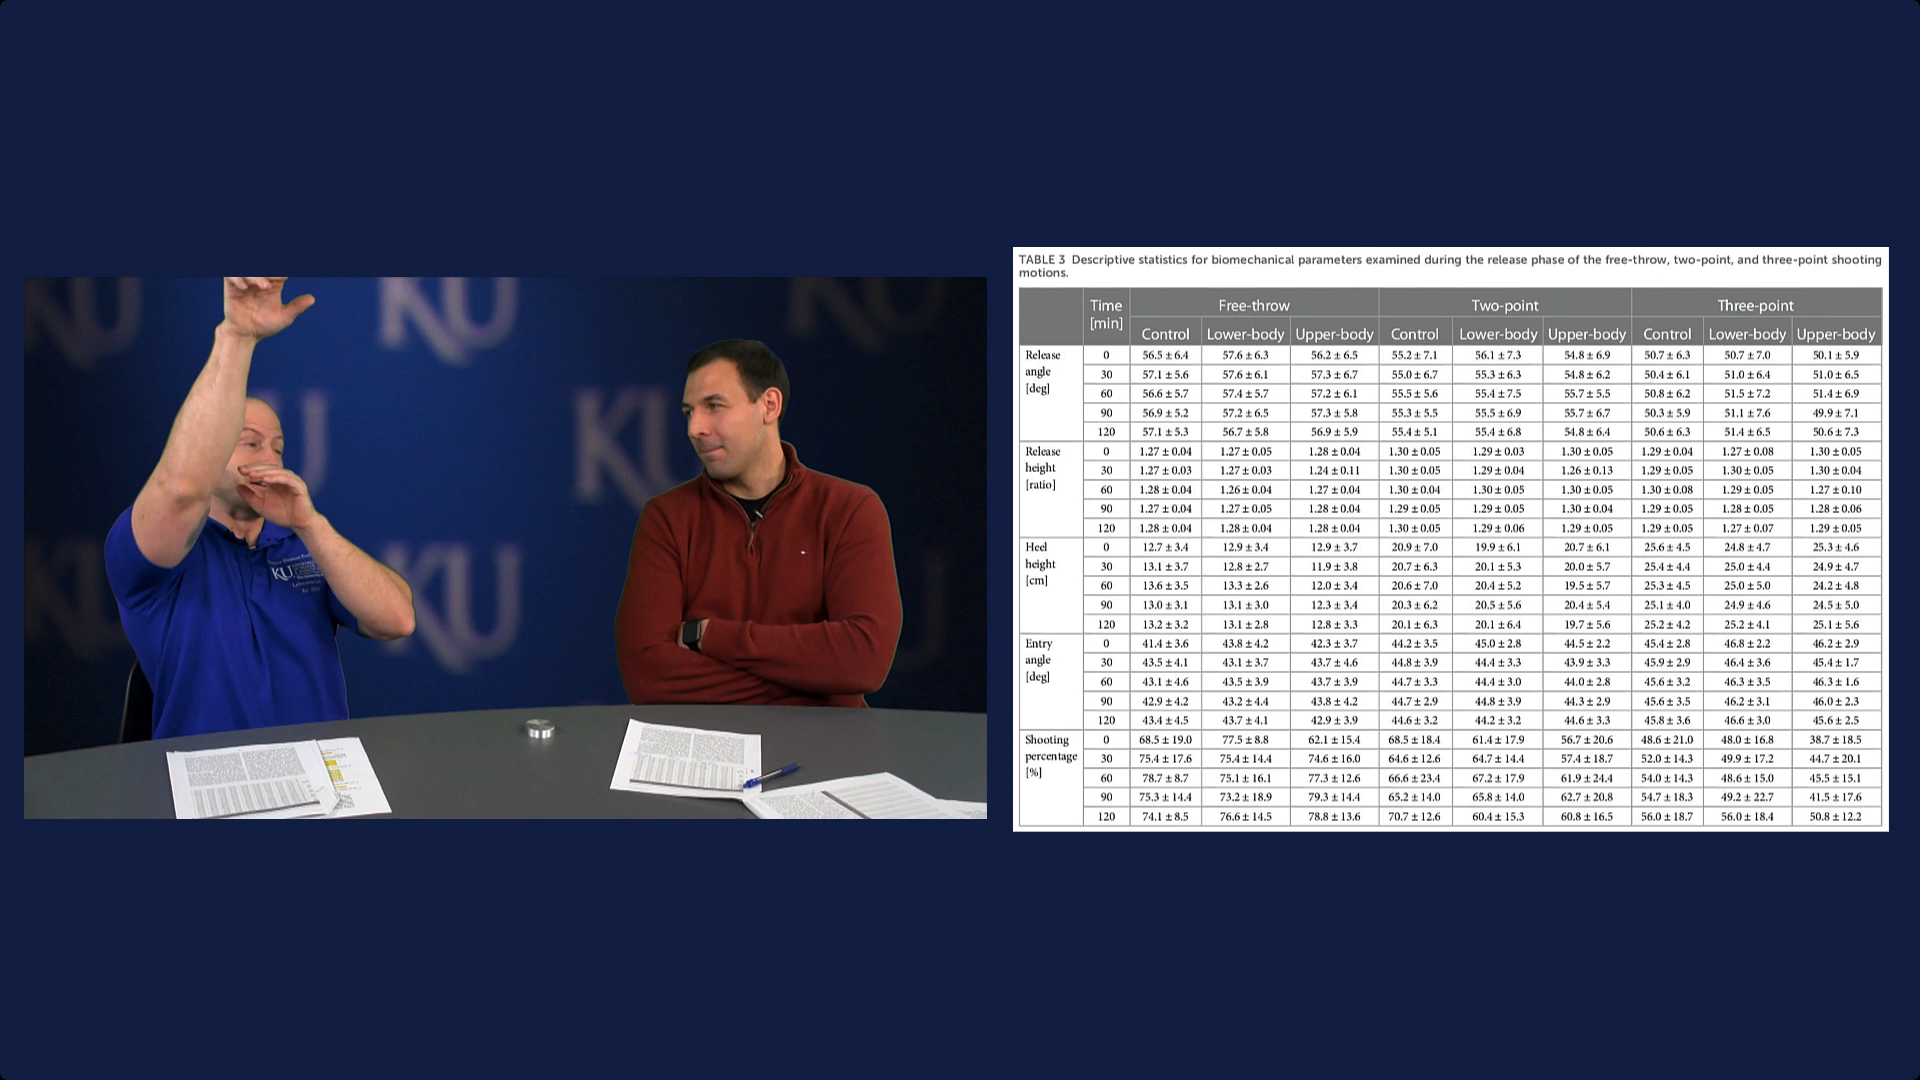 KU
KU
KU
KU
KU
TABLE 3 Descriptive statistics for biomechanical parameters examined during the release phase of the free-throw, two-point, and three-point shooting
motions.
Time [min] Free-throw Two-point Three-point
Control Lower-body Upper-body Control Lower-body Upper-body Control Lower-body Upper-body
Release angle [deg] 0 56.5 ± 6.4 57.6 ± 6.3 56.2 ± 6.5 55.2 ± 7.1 56.1 ± 7.3 54.8 ± 6.9 50.7 ± 6.3 50.7 ± 7.0 50.1 ± 5.9
30 57.1 ± 5.6 57.6 ± 6.1 57.3 ± 6.7 55.0 ± 6.7 55.3 ± 6.3 54.8 ± 6.2 50.4 ± 6.1 51.0 ± 6.4 51.0 ± 6.5
60 56.6 ± 5.7 57.4 ± 5.7 57.2 ± 6.1 55.5 ± 5.6 55.4 ± 7.5 55.7 ± 5.5 50.8 ± 6.2 51.5 ± 7.2 51.4 ± 6.9
90 56.9 ± 5.2 57.2 ± 6.5 57.3 ± 5.8 55.3 ± 5.5 55.5 ± 6.9 55.7 ± 6.7 50.3 ± 5.9 51.1 ± 7.6 49.9 ± 7.1
120 57.1 ± 5.3 56.7 ± 5.8 56.9 ± 5.9 55.4 ± 5.1 55.4 ± 6.8 54.8 ± 6.4 50.6 ± 6.3 51.4 ± 6.5 50.6 ± 7.3
Release height [ratio] 0 1.27 ± 0.04 1.27 ± 0.05 1.28 ± 0.04 1.30 ± 0.05 1.29 ± 0.03 1.30 ± 0.05 1.29 ± 0.04 1.27 ± 0.08 1.30 ± 0.05
30 1.27 ± 0.03 1.27 ± 0.03 1.24 ± 0.11 1.30 ± 0.05 1.29 ± 0.04 1.26 ± 0.13 1.29 ± 0.05 1.30 ± 0.05 1.30 ± 0.04
60 1.28 ± 0.04 1.26 ± 0.04 1.27 ± 0.04 1.30 ± 0.04 1.30 ± 0.05 1.30 ± 0.05 1.30 ± 0.08 1.29 ± 0.05 1.27 ± 0.10
90 1.27 ± 0.04 1.27 ± 0.05 1.28 ± 0.04 1.29 ± 0.05 1.29 ± 0.05 1.30 ± 0.04 1.29 ± 0.05 1.28 ± 0.05 1.28 ± 0.06
120 1.28 ± 0.04 1.28 ± 0.04 1.28 ± 0.04 1.30 ± 0.05 1.29 ± 0.06 1.29 ± 0.05 1.29 ± 0.05 1.27 ± 0.07 1.29 ± 0.05
Heel height [cm] 0 12.7 ± 3.4 12.9 ± 3.4 12.9 ± 3.7 20.9 ± 7.0 19.9 ± 6.1 20.7 ± 6.1 25.6 ± 4.5 24.8 ± 4.7 25.3 ± 4.6
30 13.1 ± 3.7 12.8 ± 2.7 11.9 ± 3.8 20.7 ± 6.3 20.1 ± 5.3 20.0 ± 5.7 25.4 ± 4.4 25.0 ± 4.4 24.9 ± 4.7
60 13.6 ± 3.5 13.3 ± 2.6 12.0 ± 3.4 20.6 ± 7.0 20.4 ± 5.2 19.5 ± 5.7 25.3 ± 4.5 25.0 ± 5.0 24.2 ± 4.8
90 13.0 ± 3.1 13.1 ± 3.0 12.3 ± 3.4 20.3 ± 6.2 20.5 ± 5.6 20.4 ± 5.4 25.1 ± 4.0 24.9 ± 4.6 24.5 ± 5.0
120 13.2 ± 3.2 13.1 ± 2.8 12.8 ± 3.3 20.1 ± 6.3 20.1 ± 6.4 19.7 ± 5.6 25.2 ± 4.2 25.2 ± 4.1 25.1 ± 5.6
Entry angle [deg] 0 41.4 ± 3.6 43.8 ± 4.2 42.3 ± 3.7 44.2 ± 3.5 45.0 ± 2.8 44.5 ± 2.2 45.4 ± 2.8 46.8 ± 2.2 46.2 ± 2.9
30 43.5 ± 4.1 43.1 ± 3.7 43.7 ± 4.6 44.8 ± 3.9 44.4 ± 3.3 43.9 ± 3.3 45.9 ± 2.9 46.4 ± 3.6 45.4 ± 1.7
60 43.1 ± 4.6 43.5 ± 3.9 43.7 ± 3.9 44.7 ± 3.3 44.4 ± 3.0 44.0 ± 2.8 45.6 ± 3.2 46.3 ± 3.5 46.3 ± 1.6
90 42.9 ± 4.2 43.2 ± 4.4 43.8 ± 4.2 44.7 ± 2.9 44.8 ± 3.9 44.3 ± 2.9 45.6 ± 3.5 46.2 ± 3.1 46.0 ± 2.3
120 43.4 ± 4.5 43.7 ± 4.1 42.9 ± 3.9 44.6 ± 3.2 44.2 ± 3.2 44.6 ± 3.3 45.8 ± 3.6 46.6 ± 3.0 45.6 ± 2.5
Shooting percentage [%] 0 68.5 ± 19.0 77.5 ± 8.8 62.1 ± 15.4 68.5 ± 18.4 61.4 ± 17.9 56.7 ± 20.6 48.6 ± 21.0 48.0 ± 16.8 38.7 ± 18.5
30 75.4 ± 17.6 75.4 ± 14.4 74.6 ± 16.0 64.6 ± 12.6 64.7 ± 14.4 57.4 ± 18.7 52.0 ± 14.3 49.9 ± 17.2 44.7 ± 20.1
60 78.7 ± 8.7 75.1 ± 16.1 77.3 ± 12.6 66.6 ± 23.4 67.2 ± 17.9 61.9 ± 24.4 54.0 ± 14.3 48.6 ± 15.0 45.5 ± 15.1
90 75.3 ± 14.4 73.2 ± 18.9 79.3 ± 14.4 65.2 ± 14.0 65.8 ± 14.0 62.7 ± 20.8 54.7 ± 18.3 49.2 ± 22.7 41.5 ± 17.6
120 74.1 ± 8.5 76.6 ± 14.5 78.8 ± 13.6 70.7 ± 12.6 60.4 ± 15.3 60.8 ± 16.5 56.0 ± 18.7 56.0 ± 18.4 50.8 ± 12.2